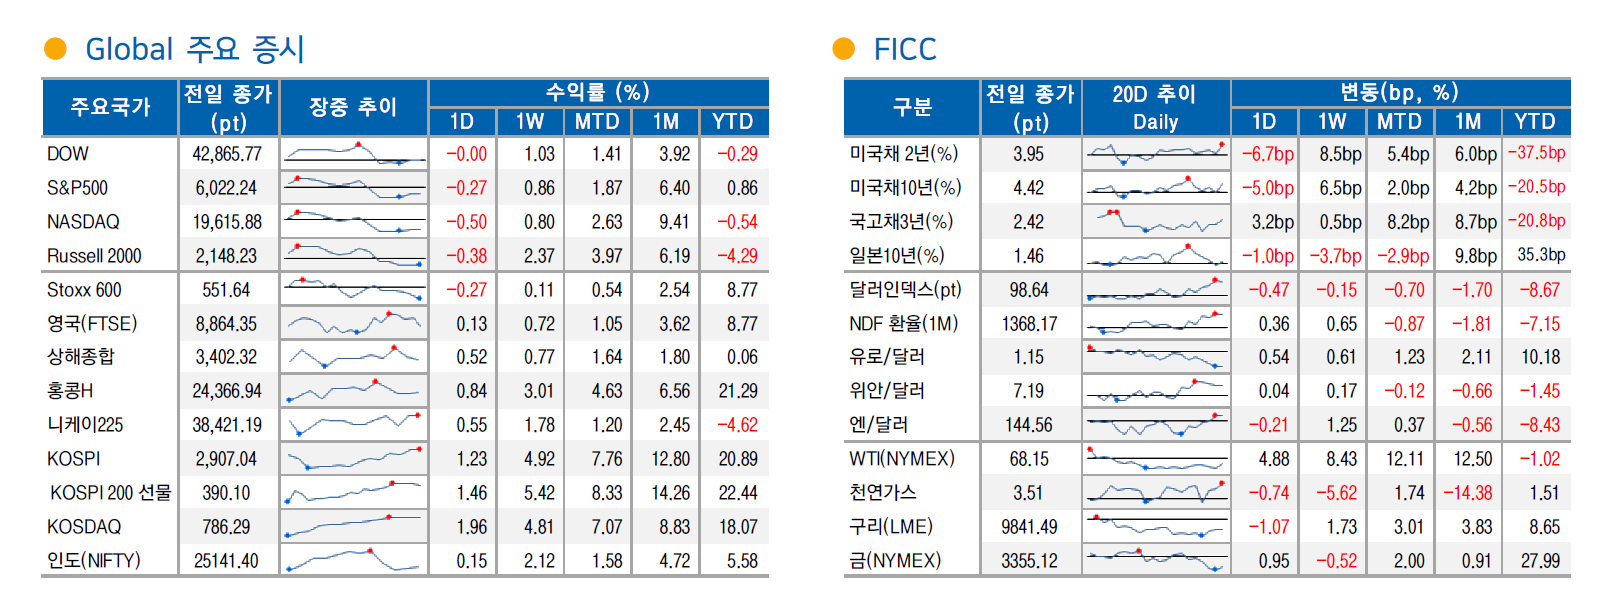 Global 주요 증시
주요국가 전일 종가 (pt) 장중 추이 수익률 (%)
1D 1W MTD 1M YTD
DOW 42,865.77 −0.00 1.03 1.41 3.92 −0.29
S&P500 6,022.24 −0.27 0.86 1.87 6.40 0.86
NASDAQ 19,615.88 −0.50 0.80 2.63 9.41 −0.54
Russell 2000 2,148.23 −0.38 2.37 3.97 6.19 −4.29
Stoxx 600 551.64 −0.27 0.11 0.54 2.54 8.77
영국(FTSE) 8,864.35 0.13 0.72 1.05 3.62 8.77
상해종합 3,402.32 0.52 0.77 1.64 1.80 0.06
홍콩H 24,366.94 0.84 3.01 4.63 6.56 21.29
니케이225 38,421.19 0.55 1.78 1.20 2.45 −4.62
KOSPI 2,907.04 1.23 4.92 7.76 12.80 20.89
KOSPI 200 선물 390.10 1.46 5.42 8.33 14.26 22.44
KOSDAQ 786.29 1.96 4.81 7.07 8.83 18.07
인도(NIFTY) 25141.40 0.15 2.12 1.58 4.72 5.58
FICC
구분 전일 종가 (pt) 20D 추이 Daily 변동(bp, %)
1D 1W MTD 1M YTD
미국채 2년(%) 3.95 −6.7bp 8.5bp 5.4bp 6.0bp −37.5bp
미국채10년(%) 4.42 −5.0bp 6.5bp 2.0bp 4.2bp −20.5bp
국고채3년(%) 2.42 3.2bp 0.5bp 8.2bp 8.7bp −20.8bp
일본10년(%) 1.46 −1.0bp −3.7bp −2.9bp 9.8bp 35.3bp
달러인덱스(pt) 98.64 −0.47 −0.15 −0.70 −1.70 −8.67
NDF 환율(1M) 1368.17 0.36 0.65 −0.87 −1.81 −7.15
유로/달러 1.15 0.54 0.61 1.23 2.11 10.18
위안/달러 7.19 0.04 0.17 −0.12 −0.66 −1.45
엔/달러 144.56 −0.21 1.25 0.37 −0.56 −8.43
WTI(NYMEX) 68.15 4.88 8.43 12.11 12.50 −1.02
천연가스 3.51 −0.74 −5.62 1.74 −14.38 1.51
구리(LME) 9841.49 −1.07 1.73 3.01 3.83 8.65
금(NYMEX) 3355.12 0.95 −0.52 2.00 0.91 27.99